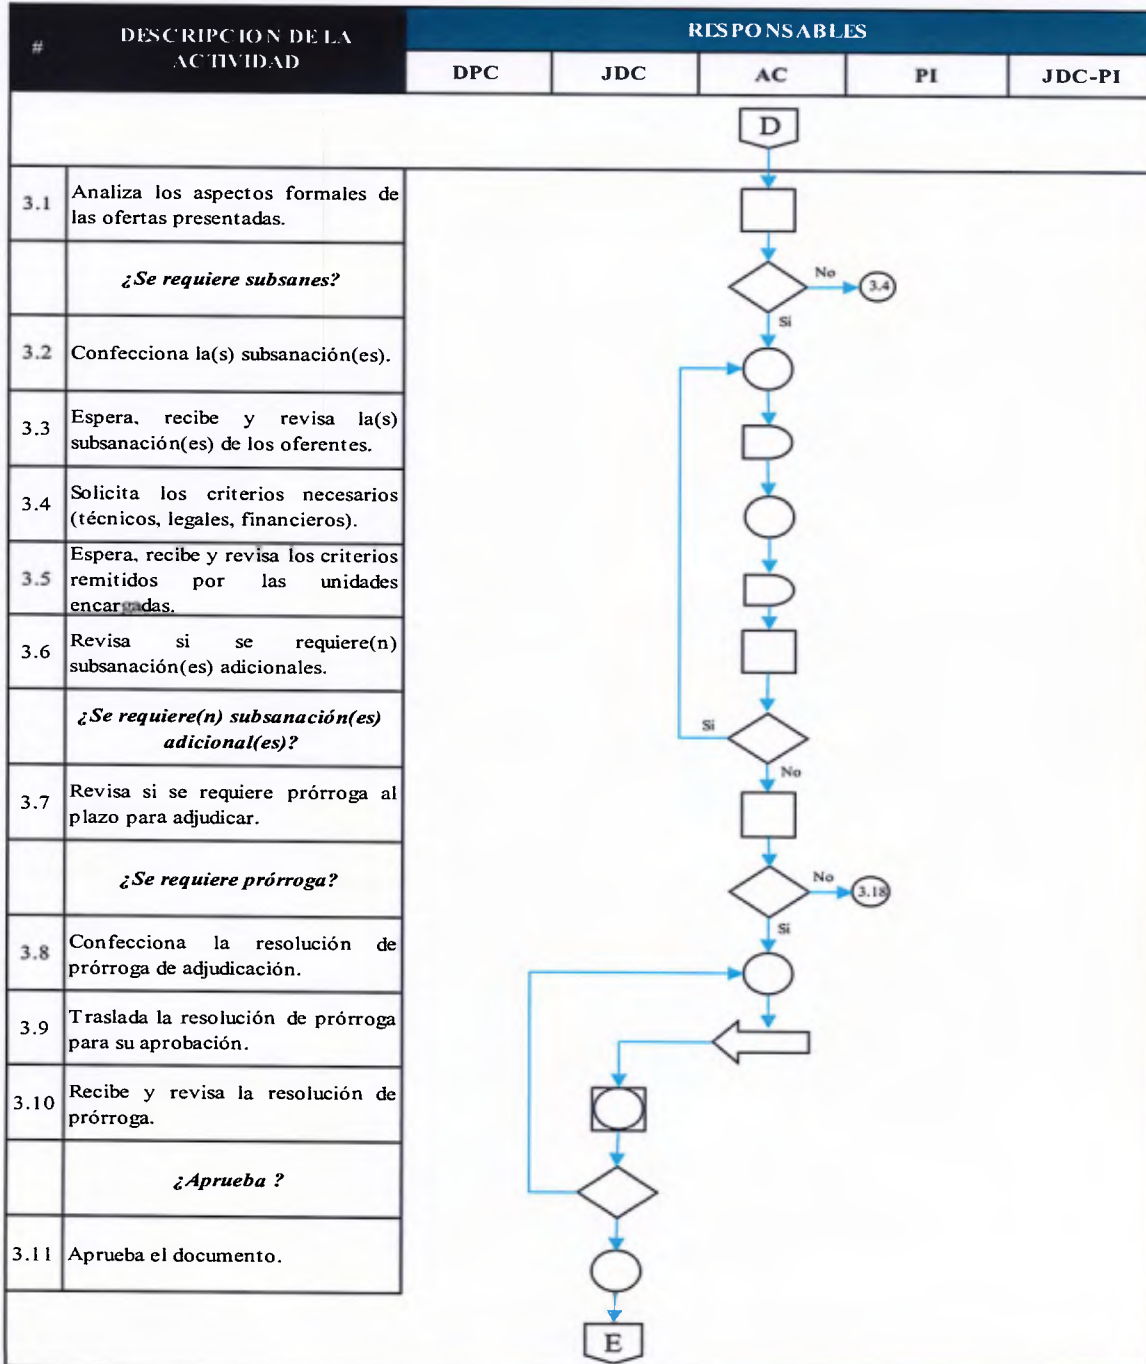 # DESCRIPCION DE LA
ACTIVIDAD
RESPONSABLES
DPC JDC AC PI JDC-PI
D
3.1 Analiza los aspectos formales de
las ofertas presentadas.
¿Se requiere subsanes?
No 3.4
Si
3.2 Confecciona la(s) subsanación(es).
3.3 Espera, recibe y revisa la(s)
subsanación(es) de los oferentes.
3.4 Solicita los criterios necesarios
(técnicos, legales, financieros).
3.5 Espera, recibe y revisa los criterios
remitidos por las unidades
encargadas.
3.6 Revisa si se requiere(n)
subsanación(es) adicionales.
¿Se requiere(n) subsanación(es)
adicional(es)?
Si
No
3.7 Revisa si se requiere prórroga al
plazo para adjudicar.
¿Se requiere prórroga?
No 3.18
Si
3.8 Confecciona la resolución de
prórroga de adjudicación.
3.9 Traslada la resolución de prórroga
para su aprobación.
3.10 Recibe y revisa la resolución de
prórroga.
¿Aprueba ?
3.11 Aprueba el documento.
E